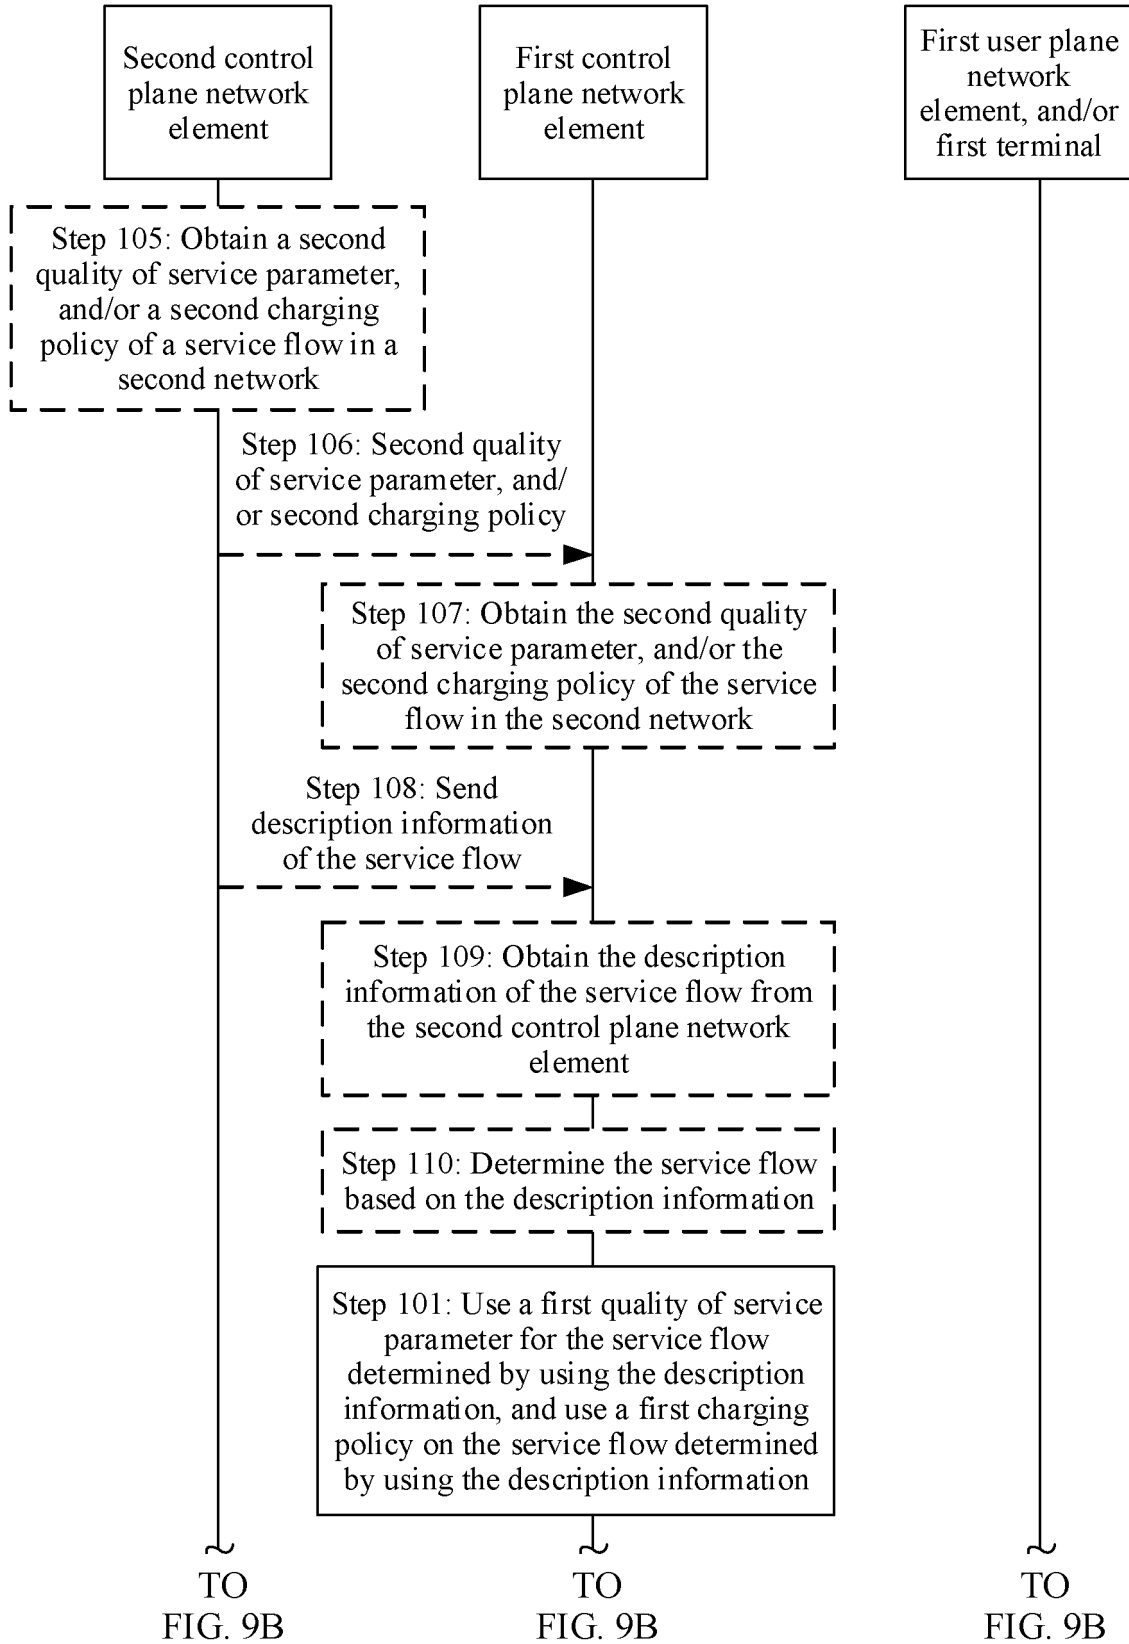 Second control
plane network
element
First control
plane network
element
First user plane
network
element, and/or
first terminal
Step 105: Obtain a second
quality of service parameter,
and/or a second charging
policy of a service flow in a
second network
Step 106: Second quality
of service parameter, and/
or second charging policy
Step 107: Obtain the second quality
of service parameter, and/or the
second charging policy of the service
flow in the second network
Step 108: Send
description information
of the service flow
Step 109: Obtain the description
information of the service flow from
the second control plane network
element
Step 110: Determine the service flow
based on the description information
Step 101: Use a first quality of service
parameter for the service flow
determined by using the description
information, and use a first charging
policy on the service flow determined
by using the description information
TO
FIG. 9B
TO
FIG. 9B
TO
FIG. 9B